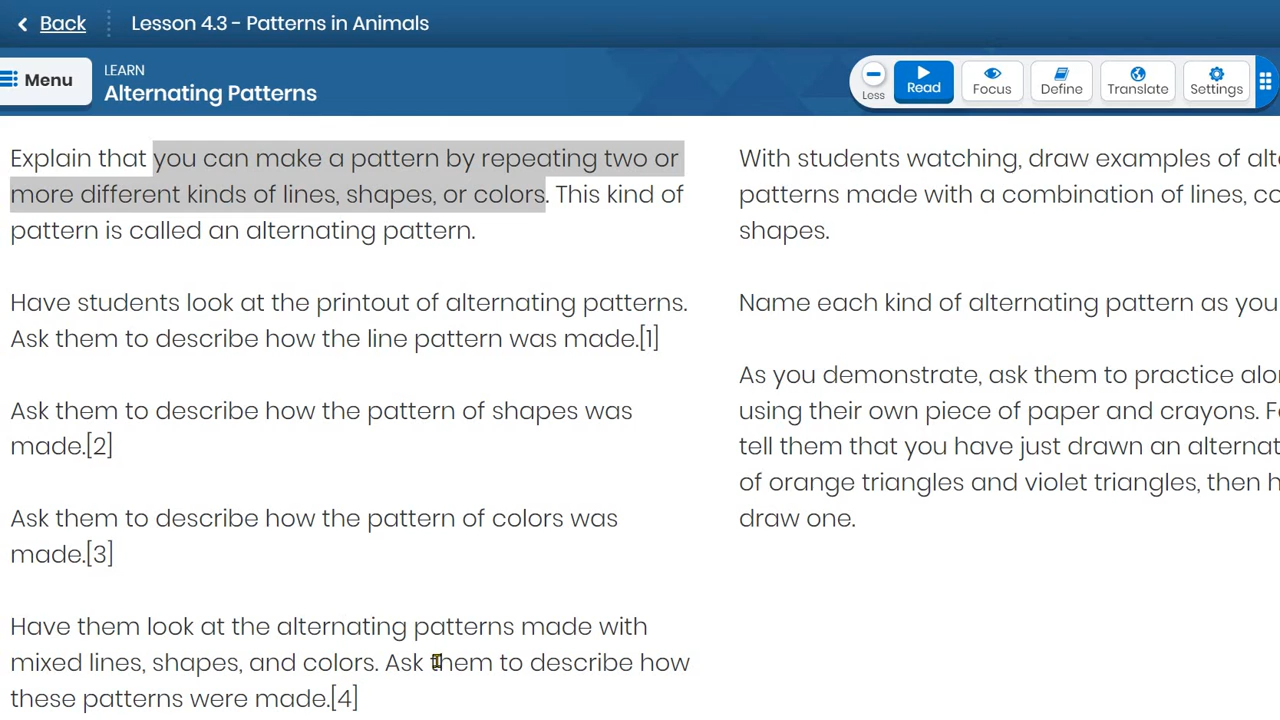 Back
Lesson 4.3 - Patterns in Animals
Menu
LEARN
Alternating Patterns
Less
Read
Focus
Define
Translate
Settings
Explain that you can make a pattern by repeating two or
more different kinds of lines, shapes, or colors. This kind of
pattern is called an alternating pattern.
Have students look at the printout of alternating patterns.
Ask them to describe how the line pattern was made.[1]
Ask them to describe how the pattern of shapes was
made.[2]
Ask them to describe how the pattern of colors was
made.[3]
Have them look at the alternating patterns made with
mixed lines, shapes, and colors. Ask them to describe how
these patterns were made.[4]
With students watching, draw examples of alt
patterns made with a combination of lines, co
shapes.
Name each kind of alternating pattern as you
As you demonstrate, ask them to practice alon
using their own piece of paper and crayons. Fo
tell them that you have just drawn an alternat
of orange triangles and violet triangles, then h
draw one.